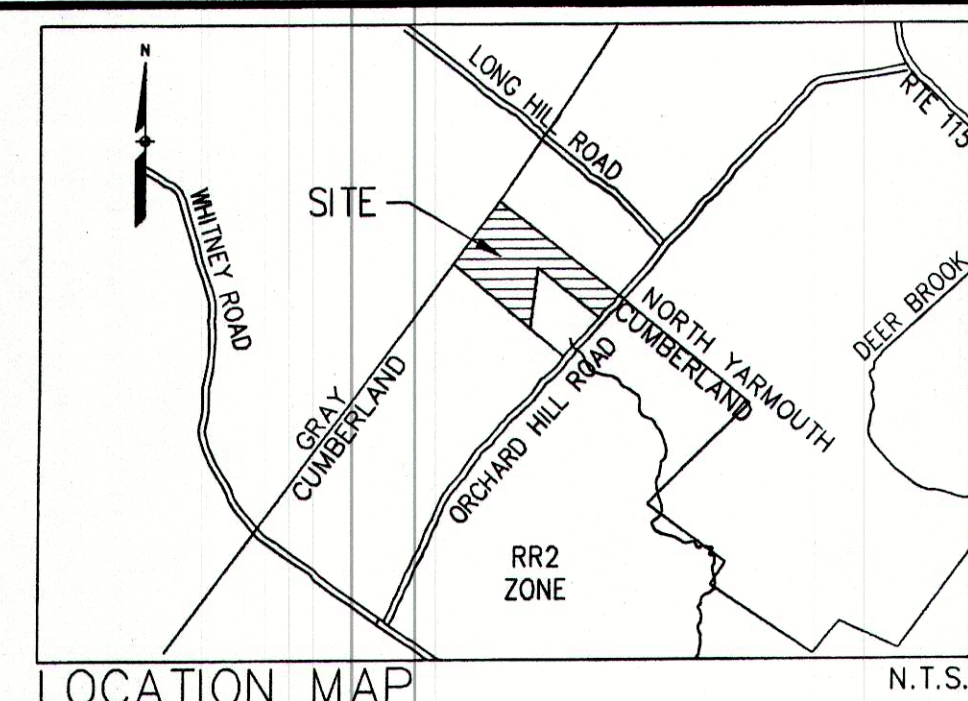 N
LONG HILL ROAD
RTE 115
SITE
WHITNEY ROAD
NORTH YARMOUTH
CUMBERLAND
DEER BROOK
GRAY
CUMBERLAND
ORCHARD HILL ROAD
RR2
ZONE
LOCATION MAP
N.T.S.